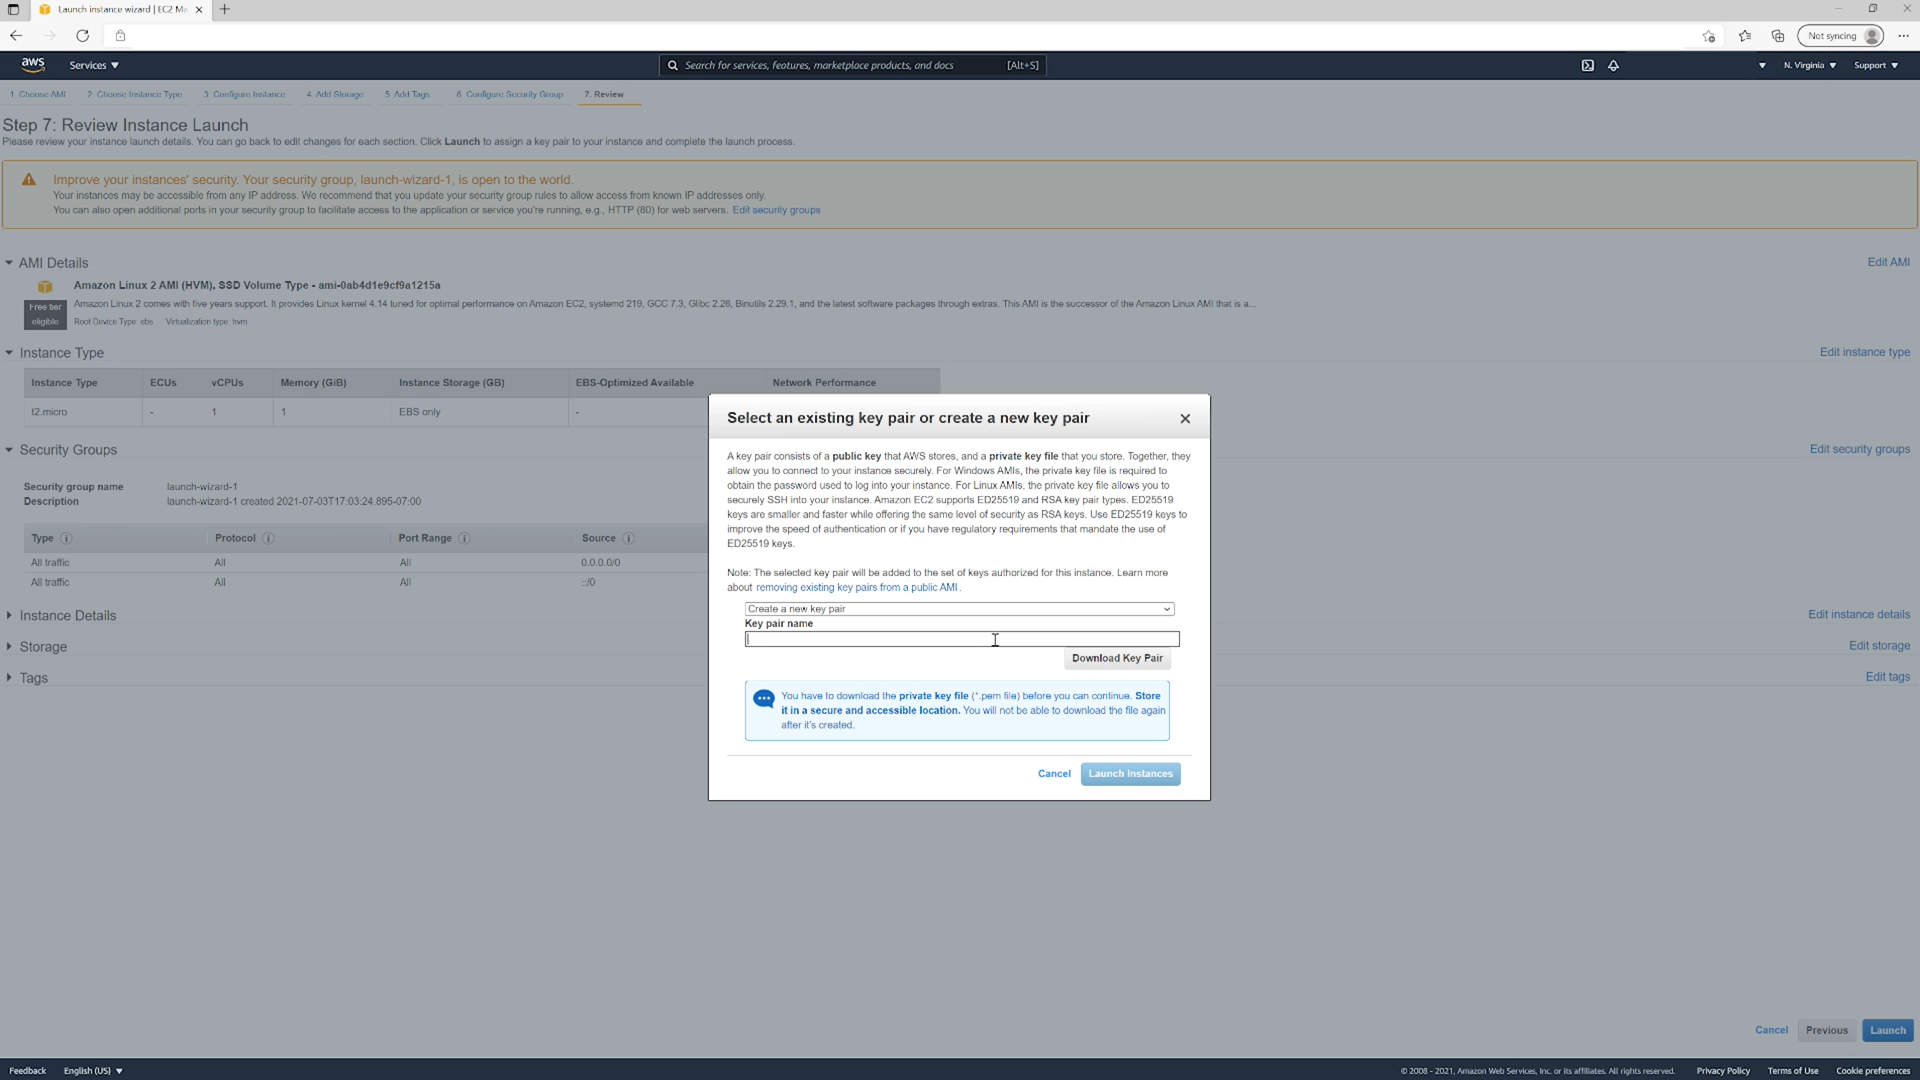 Launch instance wizard | EC2 Ma
Not syncing
aws
Services
Search for services, features, marketplace products, and docs
[Alt+S]
N. Virginia
Support
1. Choose AMI
2. Choose Instance Type
3. Configure Instance
4. Add Storage
5. Add Tags
6. Configure Security Group
7. Review
Step 7: Review Instance Launch
Please review your instance launch details. You can go back to edit changes for each section. Click Launch to assign a key pair to your instance and complete the launch process.
Improve your instances' security. Your security group, launch-wizard-1, is open to the world.
Your instances may be accessible from any IP address. We recommend that you update your security group rules to allow access from known IP addresses only.
You can also open additional ports in your security group to facilitate access to the application or service you're running, e.g., HTTP (80) for web servers. Edit security groups
AMI Details
Edit AMI
Amazon Linux 2 AMI (HVM), SSD Volume Type - ami-0ab4d1e9cf9a1215a
Free tier
eligible
Amazon Linux 2 comes with five years support. It provides Linux kernel 4.14 tuned for optimal performance on Amazon EC2, systemd 219, GCC 7.3, Glibc 2.26, Binutils 2.29.1, and the latest software packages through extras. This AMI is the successor of the Amazon Linux AMI that is a...
Root Device Type: ebs Virtualization type: hvm
Instance Type
Edit instance type
Instance Type ECUs vCPUs Memory (GiB) Instance Storage (GB) EBS-Optimized Available Network Performance
t2.micro - 1 1 EBS only -
Security Groups
Edit security groups
Security group name launch-wizard-1
Description launch-wizard-1 created 2021-07-03T17:03:24.895-07:00
Type Protocol Port Range Source
All traffic All All 0.0.0.0/0
All traffic All All ::/0
Instance Details
Edit instance details
Storage
Edit storage
Tags
Edit tags
Select an existing key pair or create a new key pair
A key pair consists of a public key that AWS stores, and a private key file that you store. Together, they
allow you to connect to your instance securely. For Windows AMIs, the private key file is required to
obtain the password used to log into your instance. For Linux AMIs, the private key file allows you to
securely SSH into your instance. Amazon EC2 supports ED25519 and RSA key pair types. ED25519
keys are smaller and faster while offering the same level of security as RSA keys. Use ED25519 keys to
improve the speed of authentication or if you have regulatory requirements that mandate the use of
ED25519 keys.
Note: The selected key pair will be added to the set of keys authorized for this instance. Learn more
about removing existing key pairs from a public AMI.
Create a new key pair
Key pair name
Download Key Pair
You have to download the private key file (*.pem file) before you can continue. Store
it in a secure and accessible location. You will not be able to download the file again
after it's created.
Cancel
Launch Instances
Cancel
Previous
Launch
Feedback
English (US)
© 2008 - 2021, Amazon Web Services, Inc. or its affiliates. All rights reserved.
Privacy Policy
Terms of Use
Cookie preferences